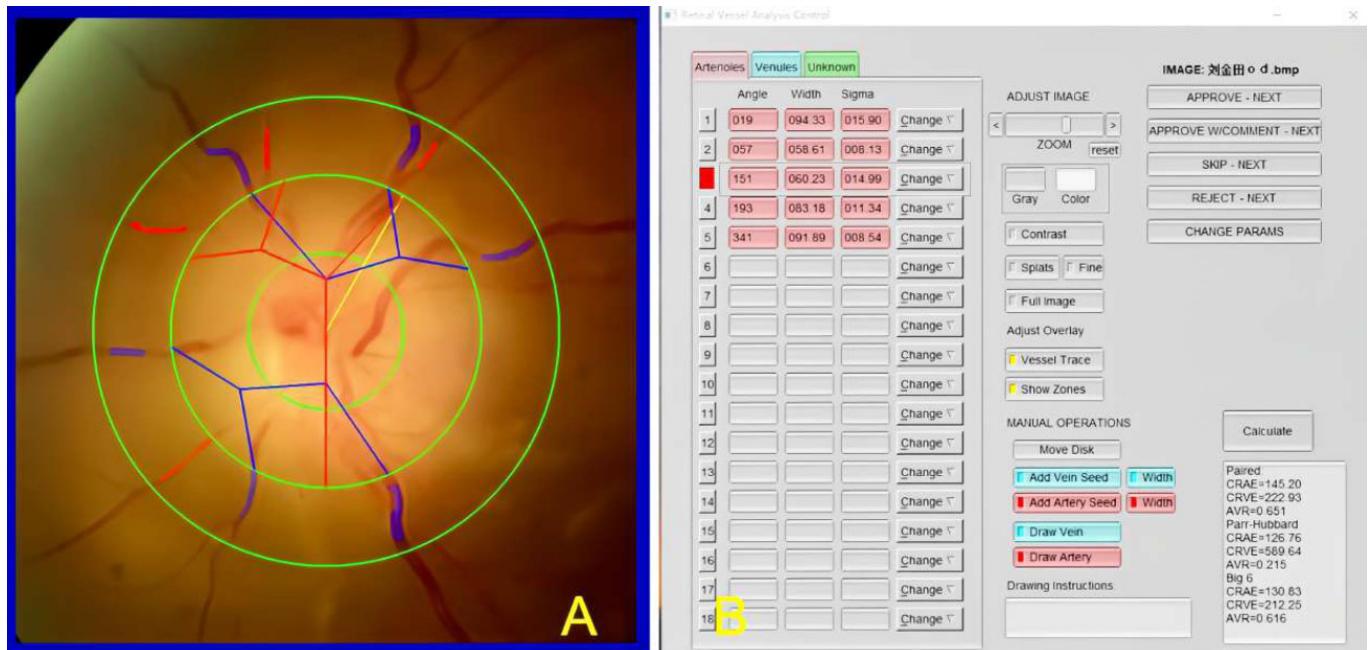 A
Retinal Vessel Analysis Control
Arterioles Venules Unknown
Angle Width Sigma
1 019 094.33 015.90 Change
2 057 058.61 008.13 Change
151 060.23 014.99 Change
4 193 083.18 011.34 Change
5 341 091.89 008.54 Change
6 Change
7 Change
8 Change
9 Change
10 Change
11 Change
12 Change
13 Change
14 Change
15 Change
16 Change
17 Change
18 Change
B
ADJUST IMAGE
< >
ZOOM reset
Gray Color
Contrast
Splats Fine
Full Image
Adjust Overlay
Vessel Trace
Show Zones
MANUAL OPERATIONS
Move Disk
Add Vein Seed Width
Add Artery Seed Width
Draw Vein
Draw Artery
Drawing Instructions
IMAGE: 刘金田o d.bmp
APPROVE - NEXT
APPROVE W/COMMENT - NEXT
SKIP - NEXT
REJECT - NEXT
CHANGE PARAMS
Calculate
Paired
CRAE=145.20
CRVE=222.93
AVR=0.651
Parr-Hubbard
CRAE=126.76
CRVE=589.64
AVR=0.215
Big 6
CRAE=130.83
CRVE=212.25
AVR=0.616